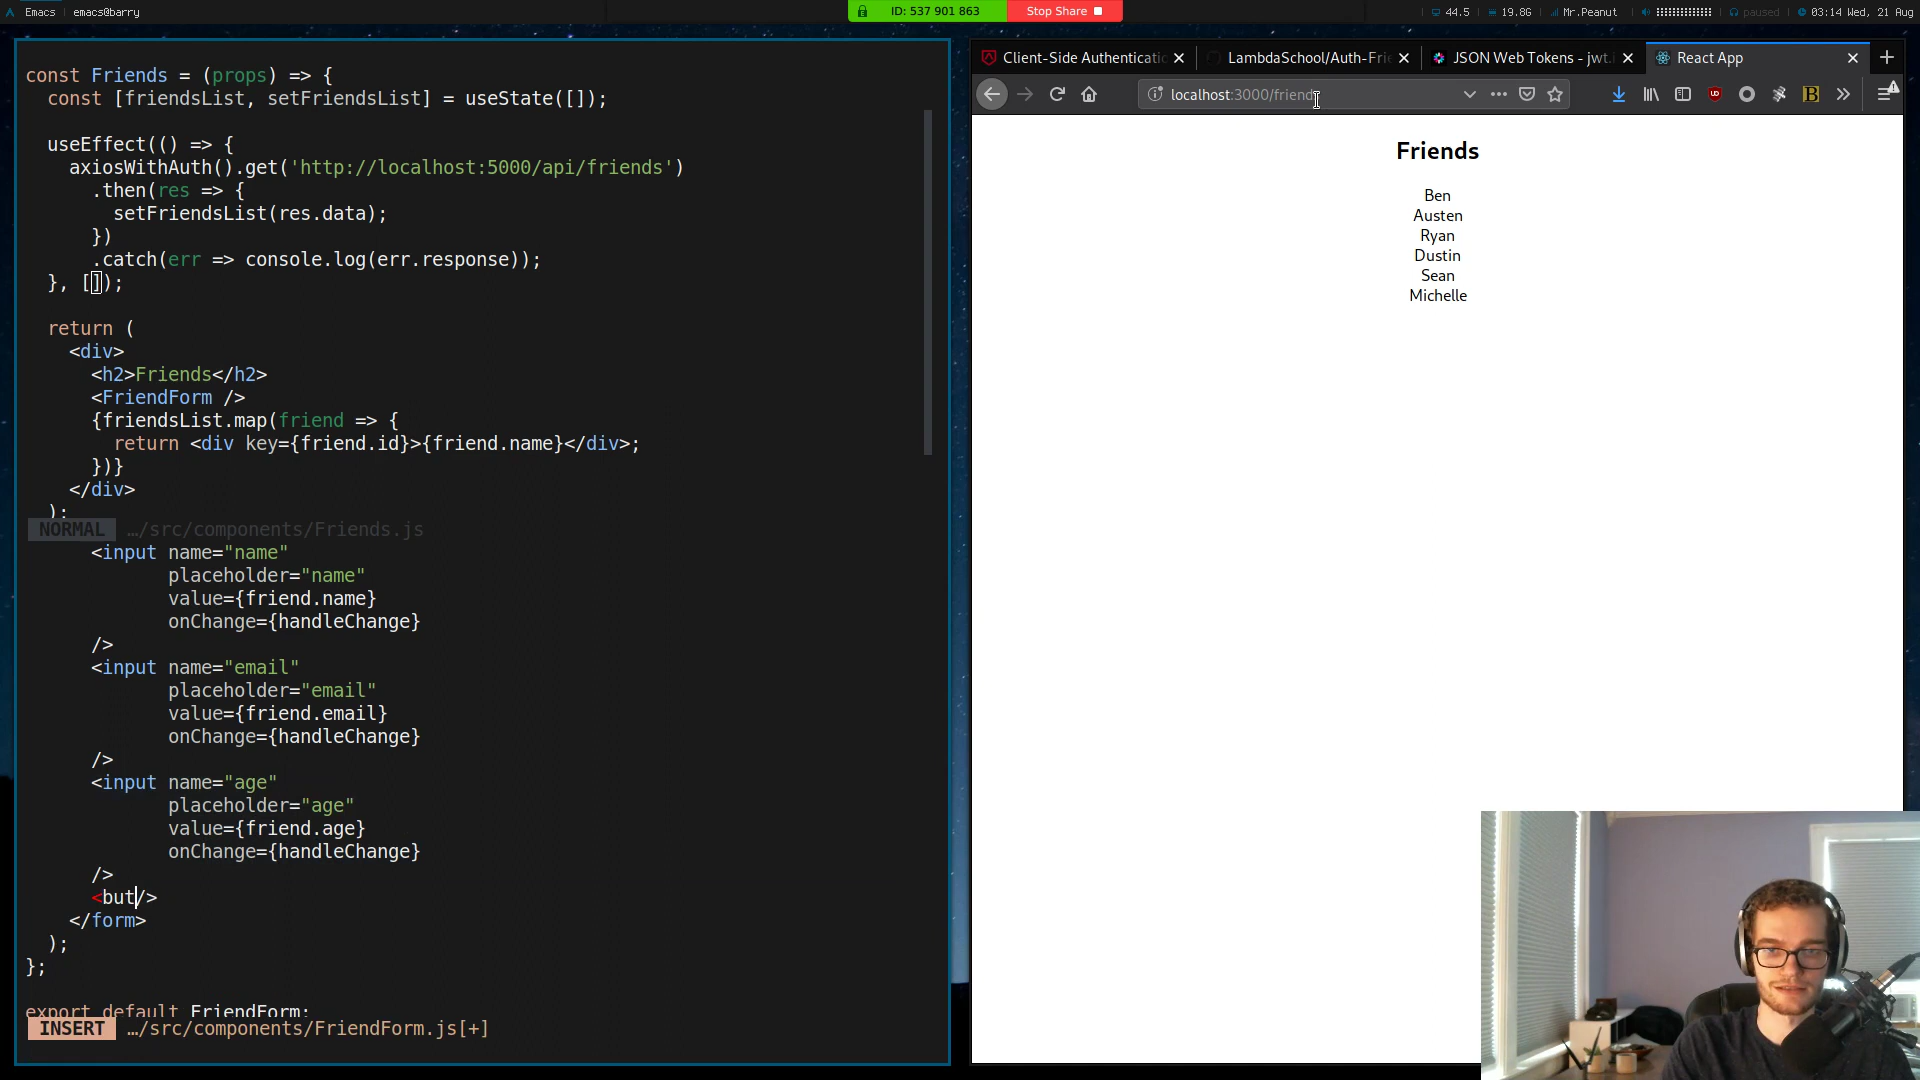 Emacs | emacs@barry
ID: 537 901 863
Stop Share
44.5
19.8G
Mr.Peanut
paused
03:14 Wed, 21 Aug
const Friends = (props) => {
const [friendsList, setFriendsList] = useState([]);
useEffect(() => {
axiosWithAuth().get('http://localhost:5000/api/friends')
.then(res => {
setFriendsList(res.data);
})
.catch(err => console.log(err.response));
}, []);
return (
<div>
<h2>Friends</h2>
<FriendForm />
{friendsList.map(friend => {
return <div key={friend.id}>{friend.name}</div>;
})}
</div>
);
NORMAL …/src/components/Friends.js
<input name="name"
placeholder="name"
value={friend.name}
onChange={handleChange}
/>
<input name="email"
placeholder="email"
value={friend.email}
onChange={handleChange}
/>
<input name="age"
placeholder="age"
value={friend.age}
onChange={handleChange}
/>
<but/>
</form>
);
};
export default FriendForm;
INSERT …/src/components/FriendForm.js[+]
Client-Side Authenticatio
LambdaSchool/Auth-Frie
JSON Web Tokens - jwt.i
React App
localhost:3000/friends
Friends
Ben
Austen
Ryan
Dustin
Sean
Michelle